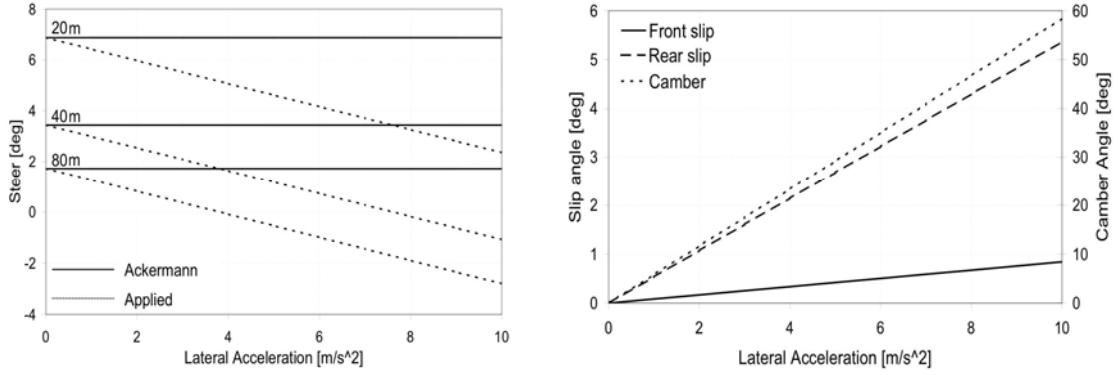 8
6
4
2
0
-2
-4
Steer [deg]
20m
40m
80m
Ackermann
Applied
0 2 4 6 8 10
Lateral Acceleration [m/s^2]
6
5
4
3
2
1
0
Slip angle [deg]
Front slip
Rear slip
Camber
60
50
40
30
20
10
0
Camber Angle [deg]
0 2 4 6 8 10
Lateral Acceleration [m/s^2]